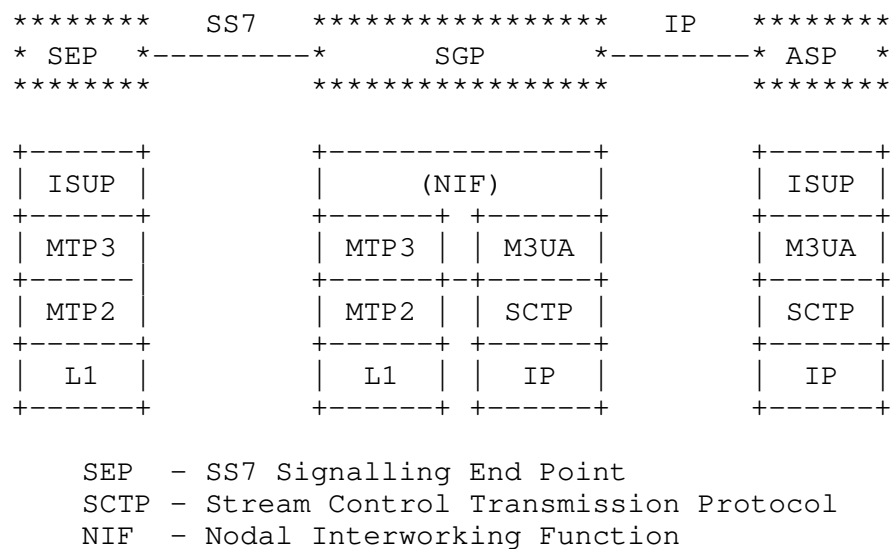 ********    SS7    *****************    IP    ********
* SEP  *---------*       SGP        *--------* ASP  *
********           *****************          ********
+------+          +---------------+          +------+
| ISUP |          |     (NIF)     |          | ISUP |
+------+          +------+ +------+          +------+
| MTP3 |          | MTP3 | | M3UA |          | M3UA |
+------|          +------+-+------+          +------+
| MTP2 |          | MTP2 | | SCTP |          | SCTP |
+------+          +------+ +------+          +------+
|  L1  |          |  L1  | |  IP  |          |  IP  |
+------+          +------+ +------+          +------+
SEP  - SS7 Signalling End Point
SCTP - Stream Control Transmission Protocol
NIF  - Nodal Interworking Function